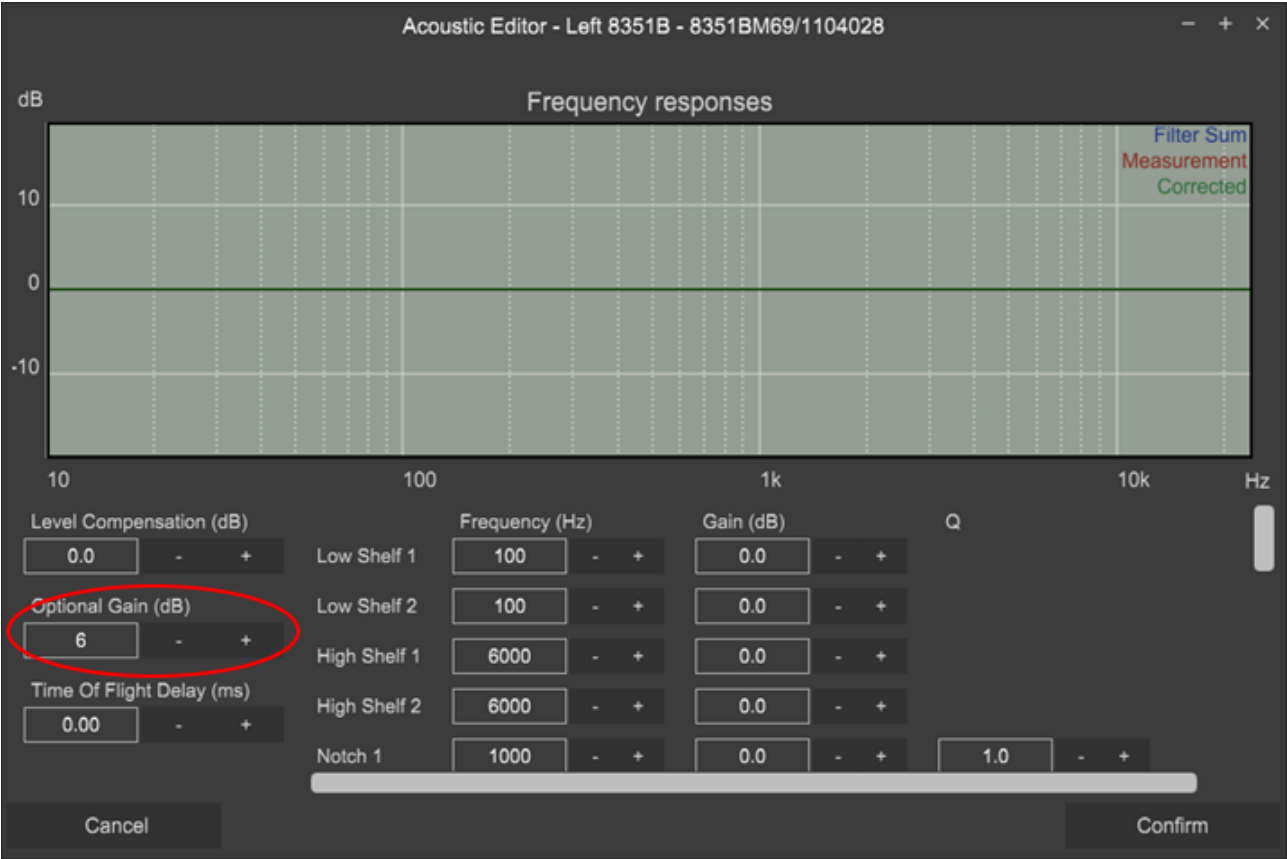 Acoustic Editor - Left 8351B - 8351BM69/1104028
- + ×
dB
Frequency responses
Filter Sum
Measurement
Corrected
10
0
-10
10 100 1k 10k Hz
Level Compensation (dB)
0.0 - +
Optional Gain (dB)
6 - +
Time Of Flight Delay (ms)
0.00 - +
Frequency (Hz) Gain (dB) Q
Low Shelf 1 100 - + 0.0 - +
Low Shelf 2 100 - + 0.0 - +
High Shelf 1 6000 - + 0.0 - +
High Shelf 2 6000 - + 0.0 - +
Notch 1 1000 - + 0.0 - + 1.0 - +
Cancel
Confirm